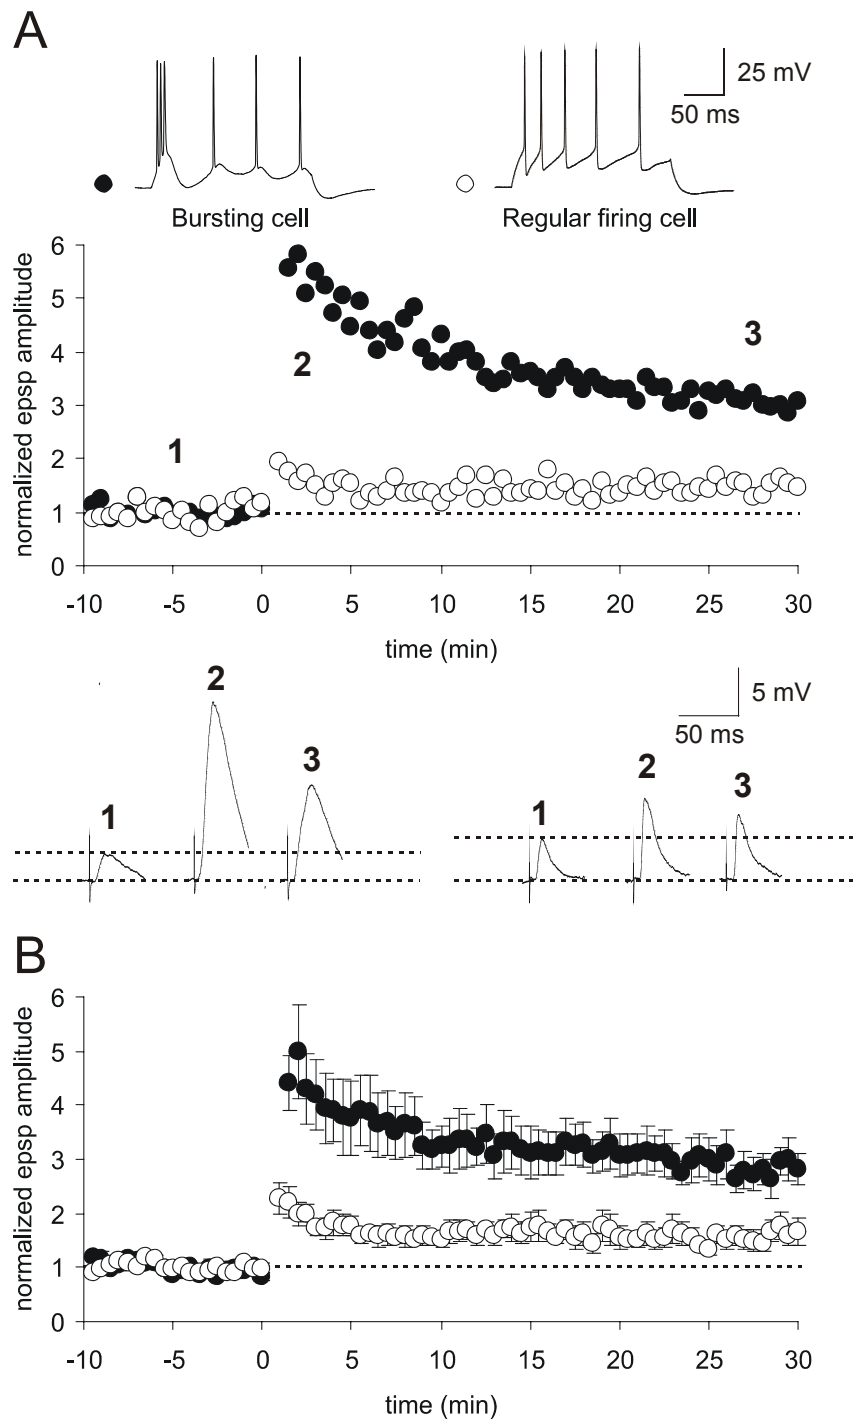 A
25 mV
50 ms
Bursting cell
Regular firing cell
normalized epsp amplitude
6
5
4
3
2
1
0
1
2
3
-10 -5 0 5 10 15 20 25 30
time (min)
5 mV
50 ms
1 2 3
1 2 3
B
normalized epsp amplitude
6
5
4
3
2
1
0
-10 -5 0 5 10 15 20 25 30
time (min)